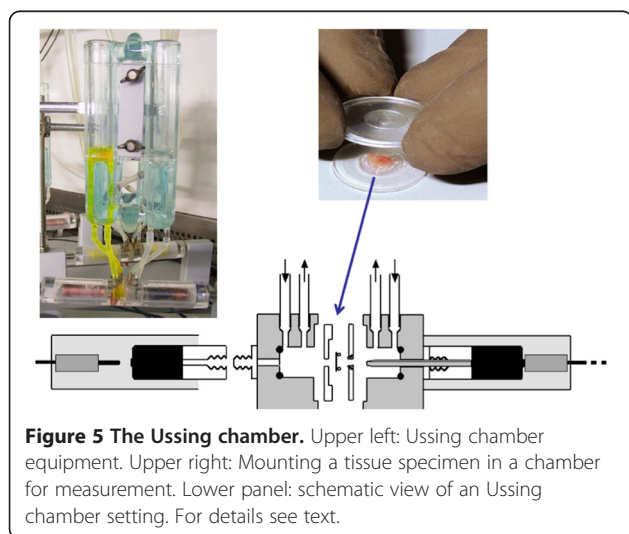 Figure 5 The Ussing chamber. Upper left: Ussing chamber
equipment. Upper right: Mounting a tissue specimen in a chamber
for measurement. Lower panel: schematic view of an Ussing
chamber setting. For details see text.